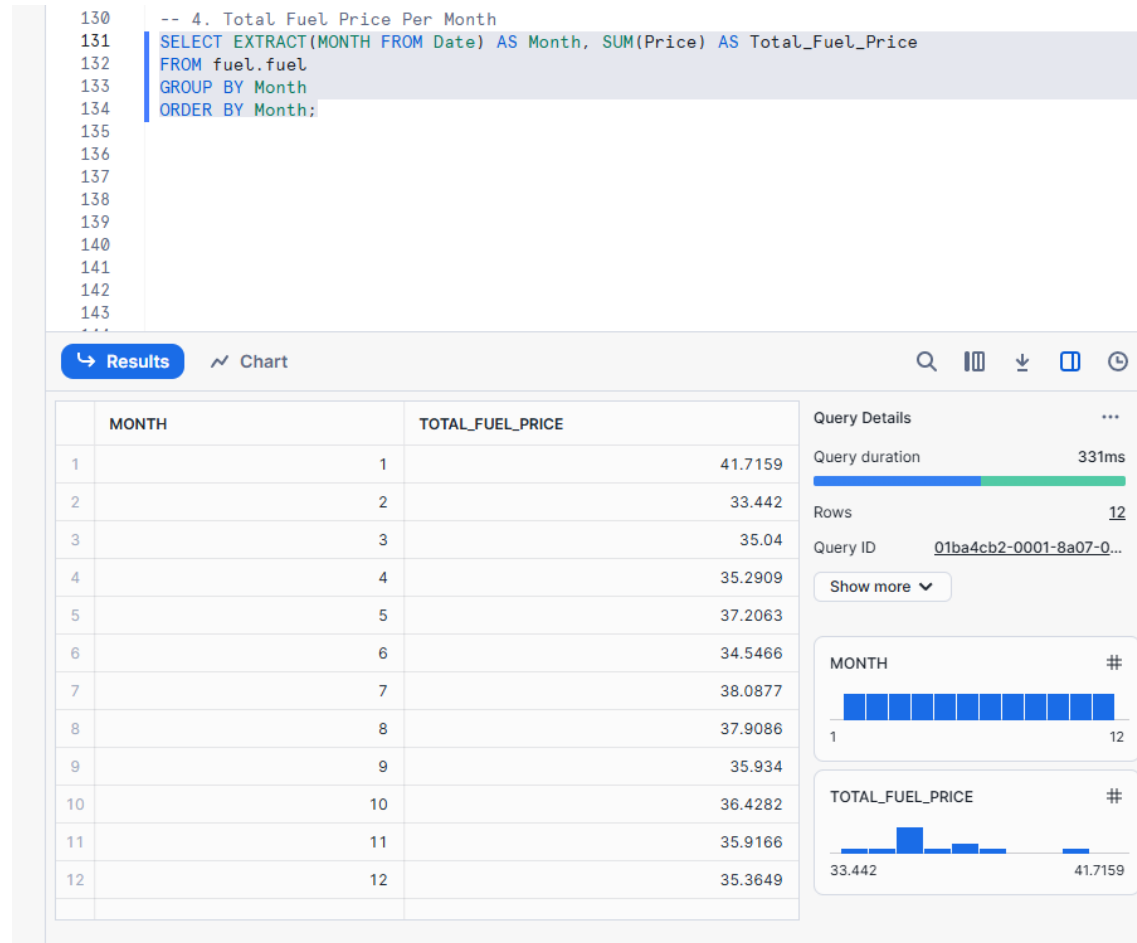 130 -- 4. Total Fuel Price Per Month
131 SELECT EXTRACT(MONTH FROM Date) AS Month, SUM(Price) AS Total_Fuel_Price
132 FROM fuel.fuel
133 GROUP BY Month
134 ORDER BY Month;
135
136
137
138
139
140
141
142
143
Results Chart
MONTH TOTAL_FUEL_PRICE
1 1 41.7159
2 2 33.442
3 3 35.04
4 4 35.2909
5 5 37.2063
6 6 34.5466
7 7 38.0877
8 8 37.9086
9 9 35.934
10 10 36.4282
11 11 35.9166
12 12 35.3649
Query Details ...
Query duration 331ms
Rows 12
Query ID 01ba4cb2-0001-8a07-0...
Show more
MONTH #
1 12
TOTAL_FUEL_PRICE #
33.442 41.7159